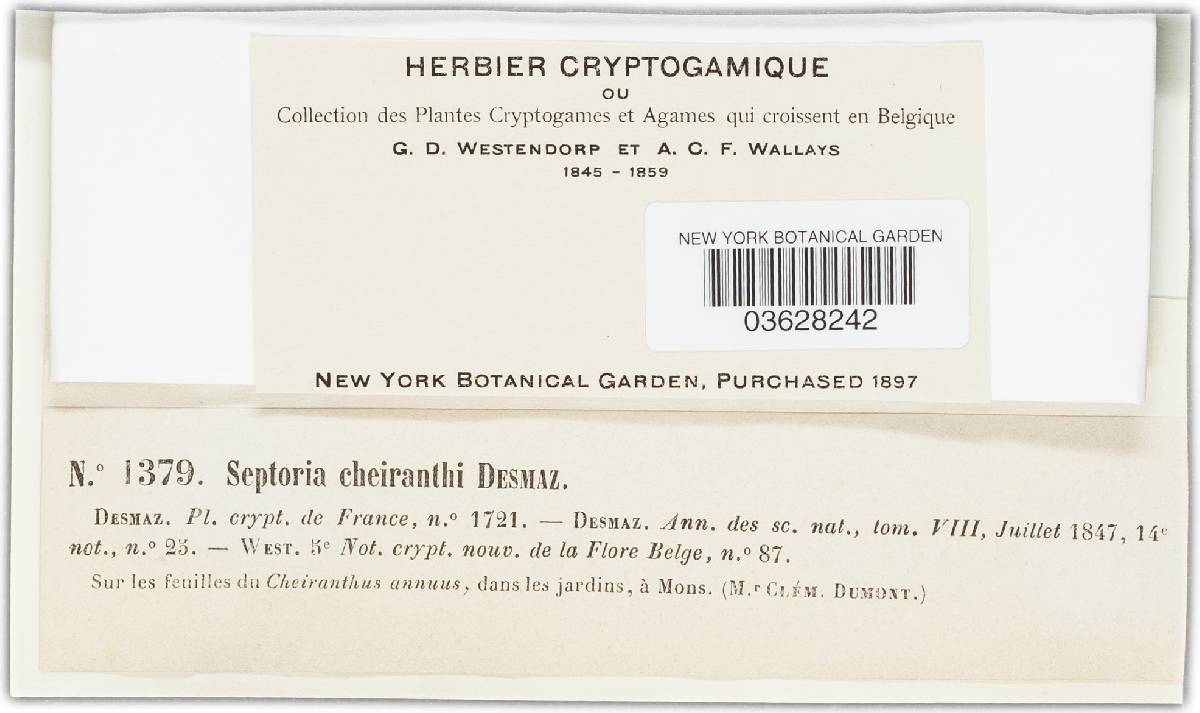 HERBIER CRYPTOGAMIQUE
OU
Collection des Plantes Cryptogames et Agames qui croissent en Belgique
G. D. WESTENDORP ET A. C. F. WALLAYS
1845 - 1859
NEW YORK BOTANICAL GARDEN
03628242
NEW YORK BOTANICAL GARDEN, PURCHASED 1897
N.º 1379. Septoria cheiranthi DESMAZ.
DESMAZ. Pl. crypt. de France, n.º 1721. — DESMAZ. Ann. des sc. nat., tom. VIII, Juillet 1847, 14e
not., n.º 25. — WEST. 5e Not. crypt. nouv. de la Flore Belge, n.º 87.
Sur les feuilles du Cheiranthus annuus, dans les jardins, à Mons. (M.r CLÉM. DUMONT.)